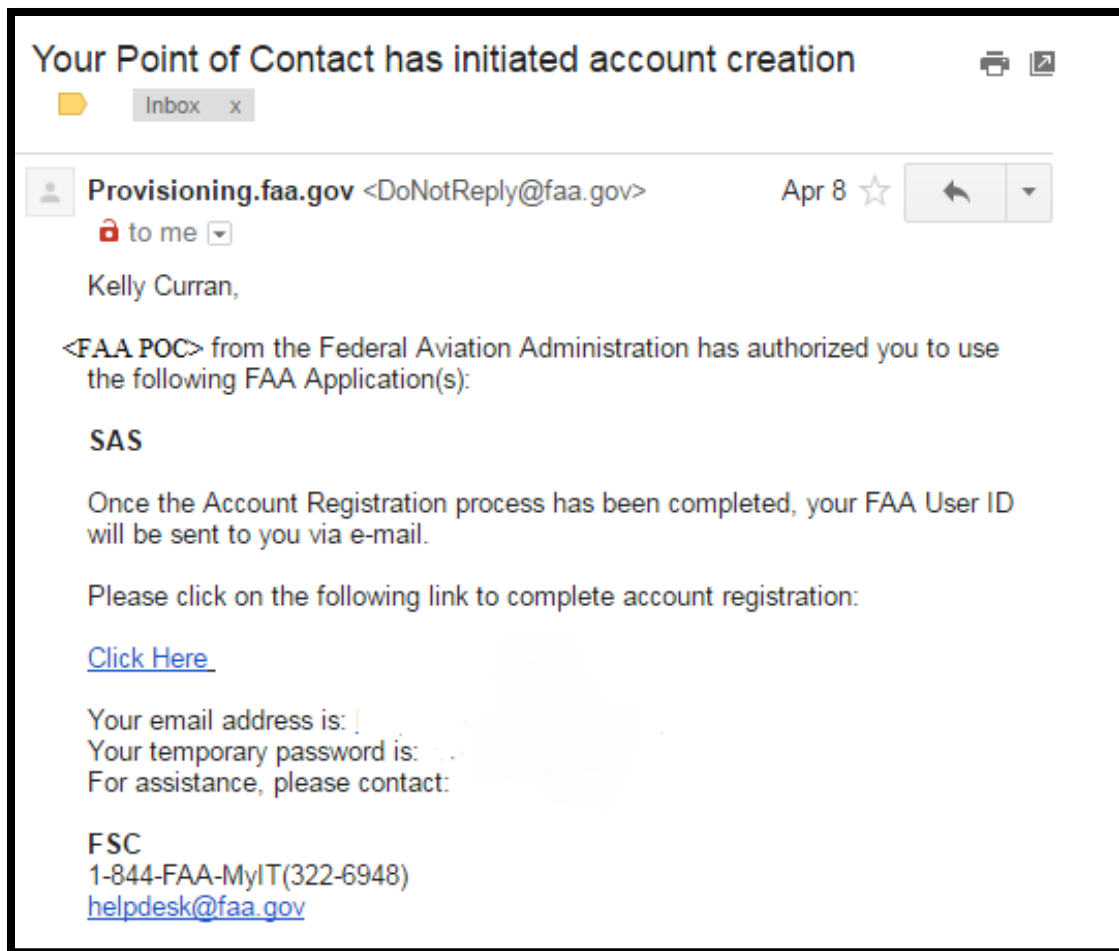 Your Point of Contact has initiated account creation
Inbox x
Provisioning.faa.gov <DoNotReply@faa.gov> Apr 8
to me
Kelly Curran,
<FAA POC> from the Federal Aviation Administration has authorized you to use
the following FAA Application(s):
SAS
Once the Account Registration process has been completed, your FAA User ID
will be sent to you via e-mail.
Please click on the following link to complete account registration:
Click Here
Your email address is:
Your temporary password is:
For assistance, please contact:
FSC
1-844-FAA-MyIT(322-6948)
helpdesk@faa.gov